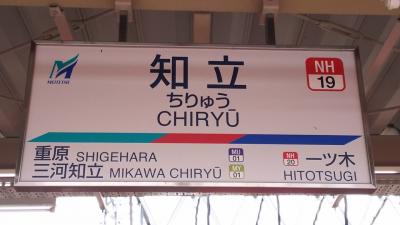 MEITETSU
知立
ちりゅう
CHIRYŪ
NH
19
重原 SHIGEHARA
MU
01
三河知立 MIKAWA CHIRYŪ
MY
01
NH
20
一ツ木
HITOTSUGI